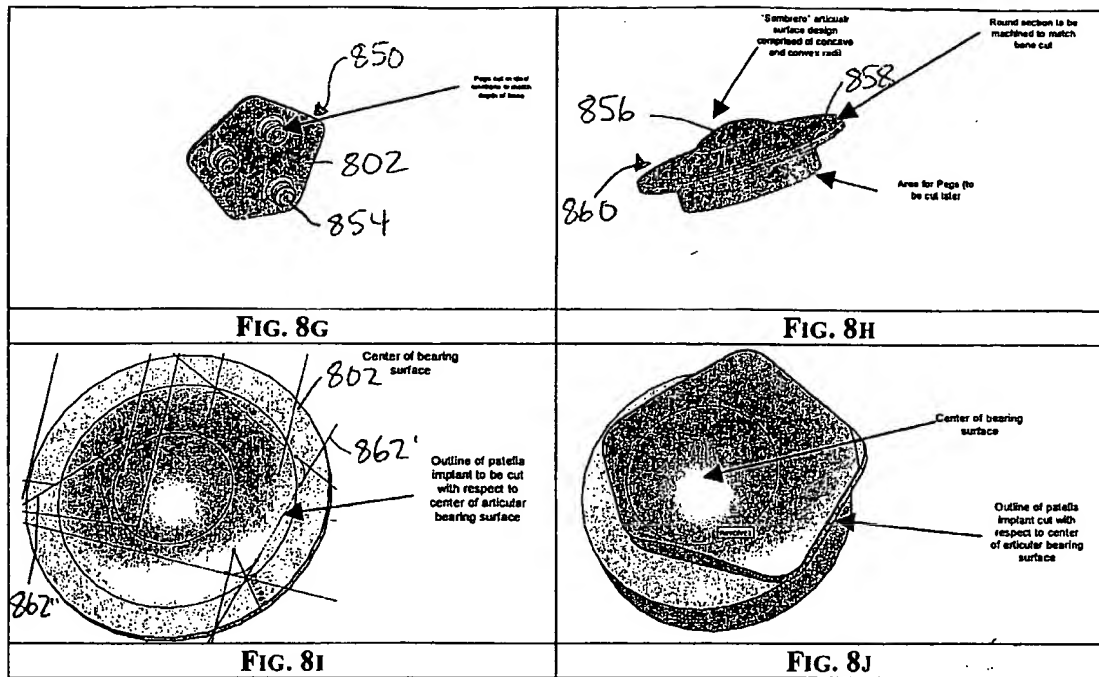 850
Pegs cut
depth of bone
802
854
FIG. 8G
"Sombrero" articular
surface design
comprised of concave
and convex radii
Round section to be
machined to match
bone cut
858
856
860
Area for Pegs (to
be cut later
FIG. 8H
Center of bearing
surface
802
862'
Outline of patella
implant to be cut
with respect to
center of articular
bearing surface
862"
FIG. 8I
Center of bearing
surface
Outline of patella
implant cut with
respect to center
of articular bearing
surface
FIG. 8J